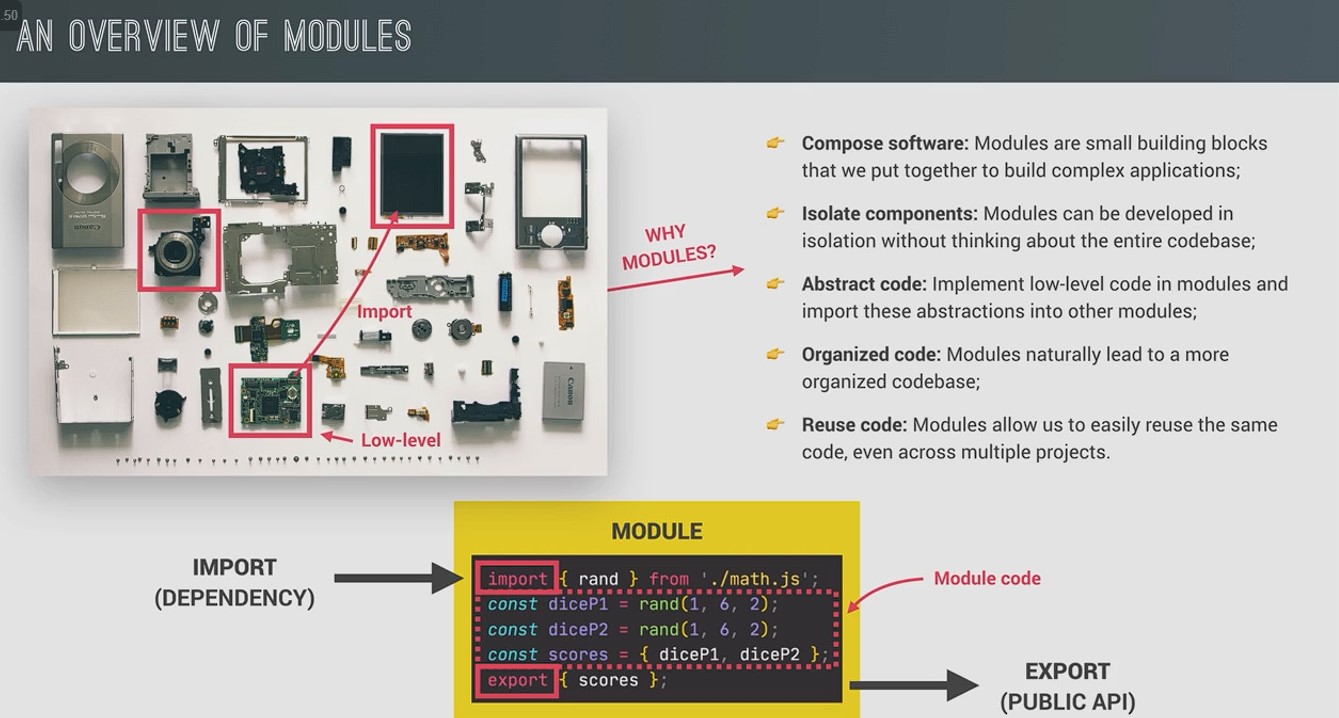 .50
AN OVERVIEW OF MODULES
Canon
Import
Low-level
Canon
WHY
MODULES?
👉 Compose software: Modules are small building blocks
that we put together to build complex applications;
👉 Isolate components: Modules can be developed in
isolation without thinking about the entire codebase;
👉 Abstract code: Implement low-level code in modules and
import these abstractions into other modules;
👉 Organized code: Modules naturally lead to a more
organized codebase;
👉 Reuse code: Modules allow us to easily reuse the same
code, even across multiple projects.
IMPORT
(DEPENDENCY)
MODULE
import { rand } from './math.js';
const diceP1 = rand(1, 6, 2);
const diceP2 = rand(1, 6, 2);
const scores = { diceP1, diceP2 };
export { scores };
Module code
EXPORT
(PUBLIC API)